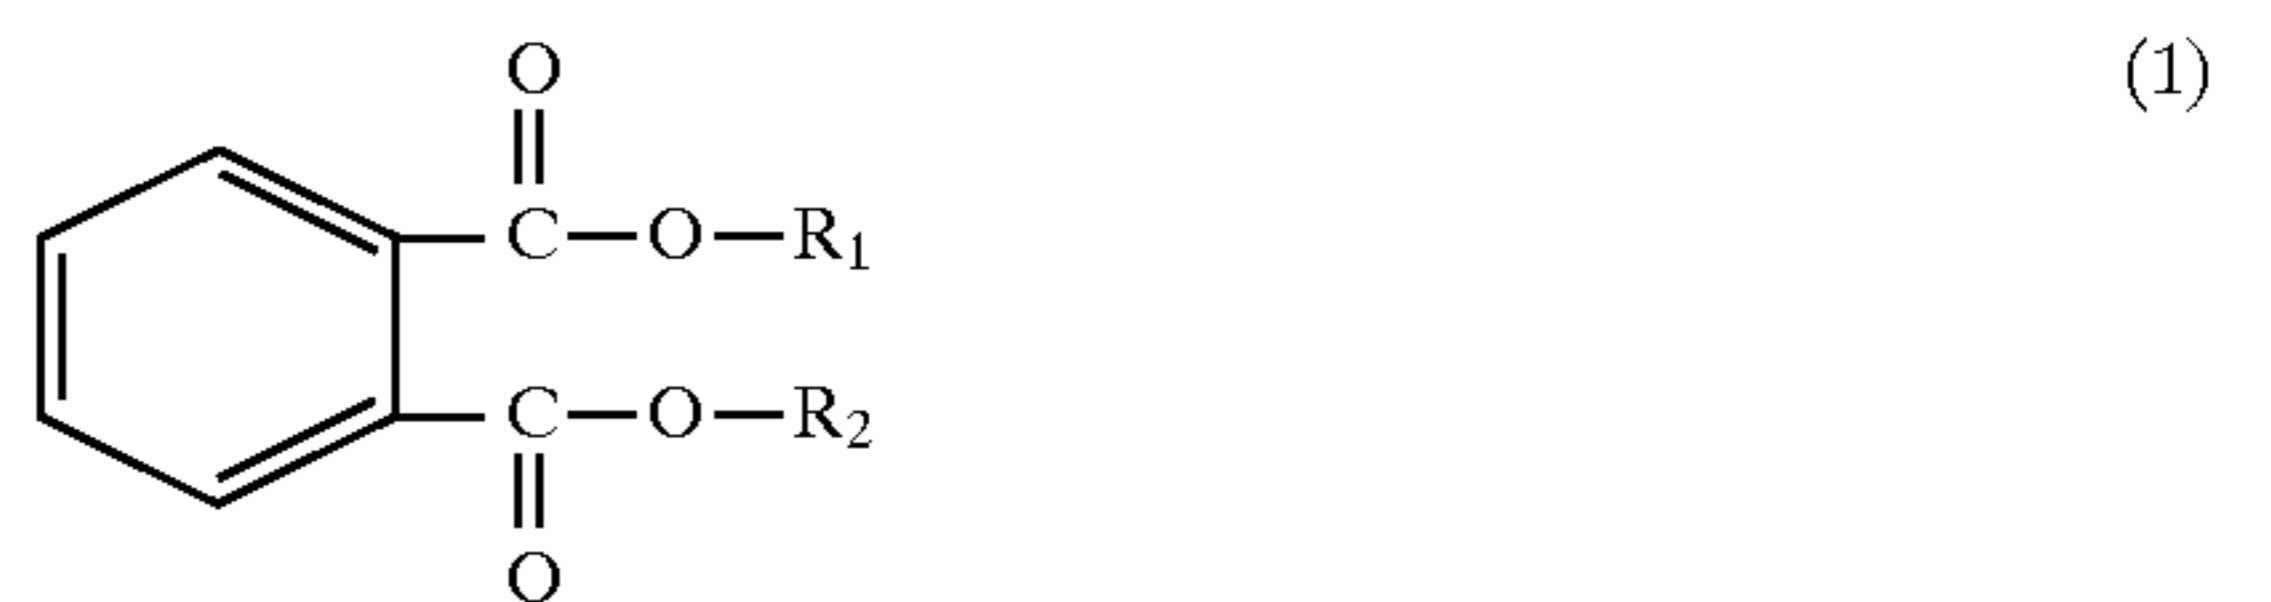 O (1)
C—O—R₁
C—O—R₂
O